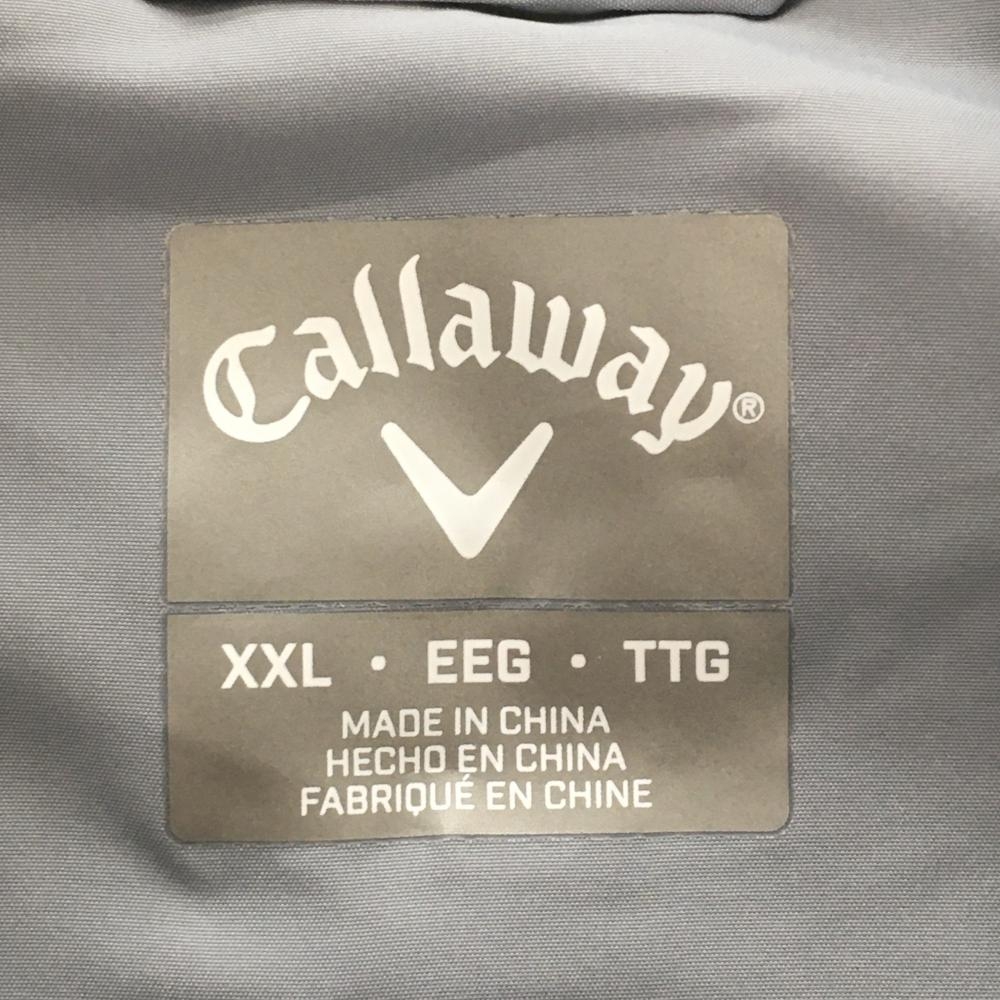 Callaway®
XXL • EEG • TTG
MADE IN CHINA
HECHO EN CHINA
FABRIQUÉ EN CHINE